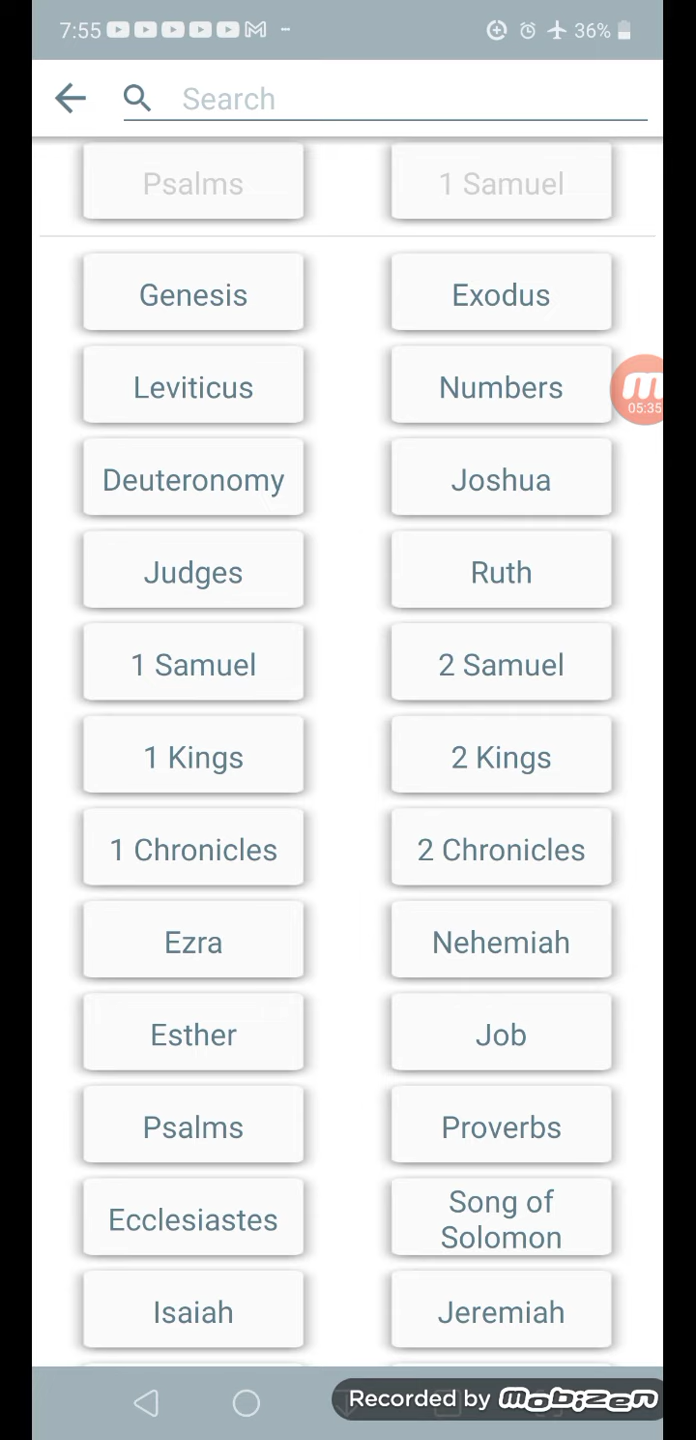 7:55
36%
Search
Psalms 1 Samuel
Genesis Exodus
Leviticus Numbers
05:35
Deuteronomy Joshua
Judges Ruth
1 Samuel 2 Samuel
1 Kings 2 Kings
1 Chronicles 2 Chronicles
Ezra Nehemiah
Esther Job
Psalms Proverbs
Ecclesiastes Song of
Solomon
Isaiah Jeremiah
Recorded by mobizen